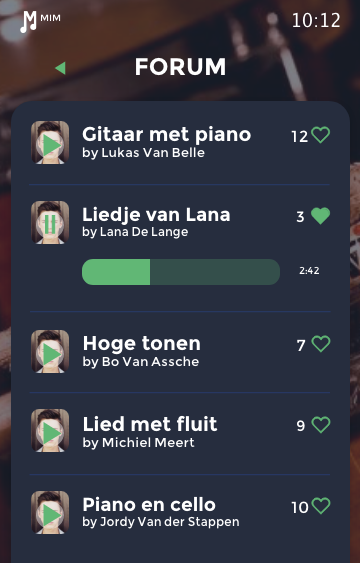 MIM
10:12
FORUM
Gitaar met piano
12
by Lukas Van Belle
Liedje van Lana
3
by Lana De Lange
2:42
Hoge tonen
7
by Bo Van Assche
Lied met fluit
9
by Michiel Meert
Piano en cello
10
by Jordy Van der Stappen